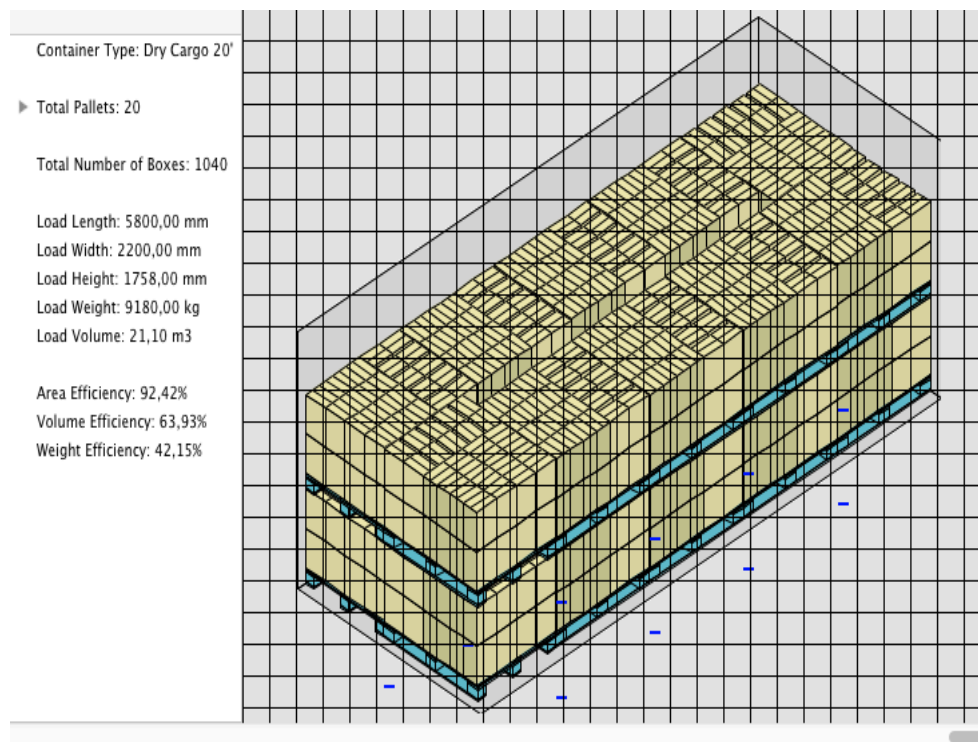 Container Type: Dry Cargo 20'
Total Pallets: 20
Total Number of Boxes: 1040
Load Length: 5800,00 mm
Load Width: 2200,00 mm
Load Height: 1758,00 mm
Load Weight: 9180,00 kg
Load Volume: 21,10 m3
Area Efficiency: 92,42%
Volume Efficiency: 63,93%
Weight Efficiency: 42,15%